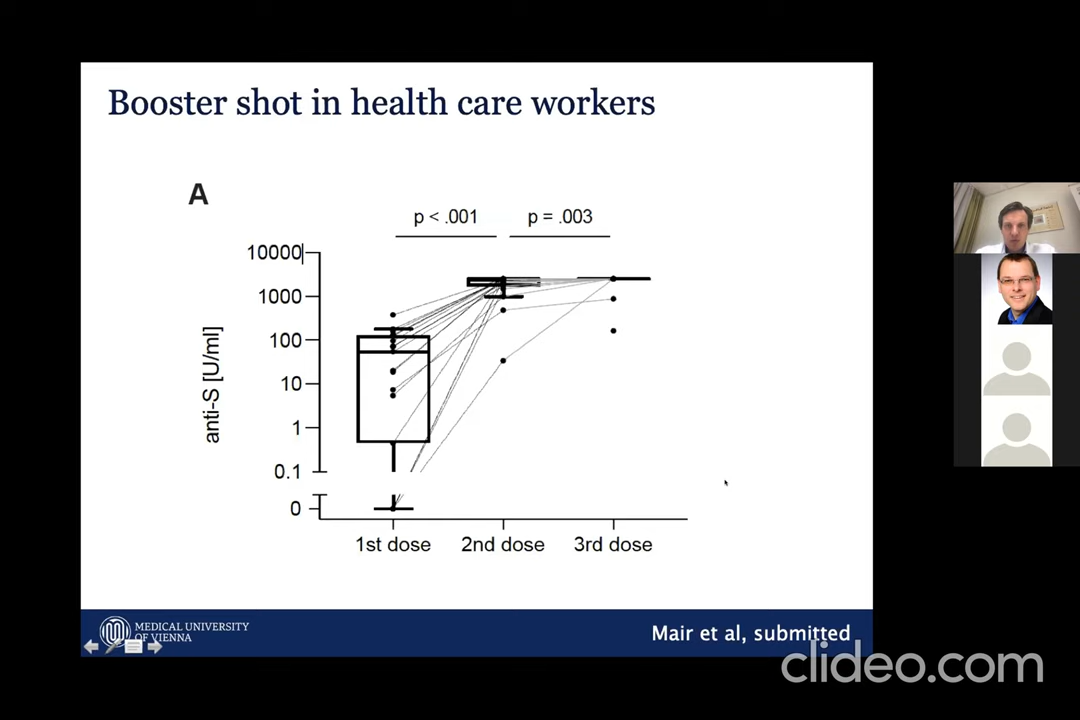 Booster shot in health care workers
A
p < .001
p = .003
10000
1000
100
10
1
0.1
0
anti-S [U/ml]
1st dose 2nd dose 3rd dose
MEDICAL UNIVERSITY
OF VIENNA
Mair et al, submitted
clideo.com